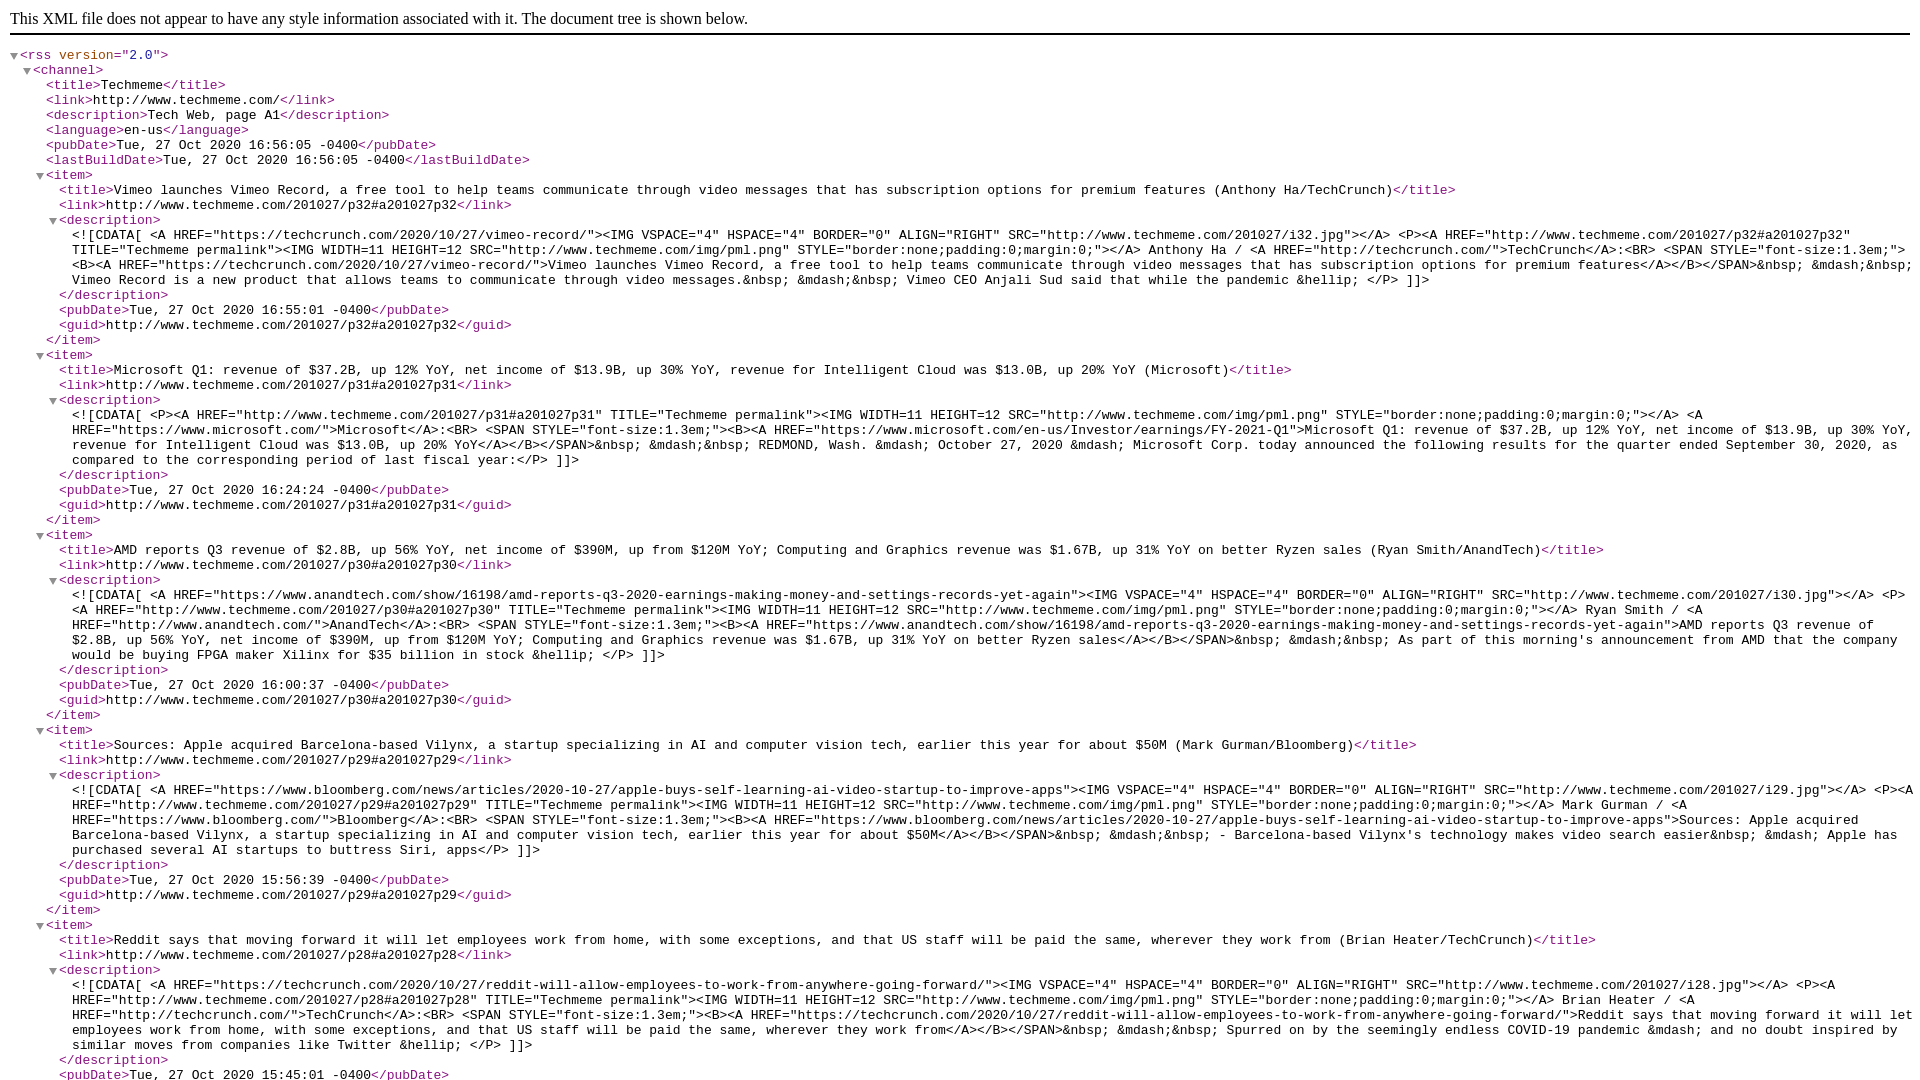 This XML file does not appear to have any style information associated with it. The document tree is shown below.
<rss version="2.0">
<channel>
<title>Techmeme</title>
<link>http://www.techmeme.com/</link>
<description>Tech Web, page A1</description>
<language>en-us</language>
<pubDate>Tue, 27 Oct 2020 16:56:05 -0400</pubDate>
<lastBuildDate>Tue, 27 Oct 2020 16:56:05 -0400</lastBuildDate>
<item>
<title>Vimeo launches Vimeo Record, a free tool to help teams communicate through video messages that has subscription options for premium features (Anthony Ha/TechCrunch)</title>
<link>http://www.techmeme.com/201027/p32#a201027p32</link>
<description>
<![CDATA[ <A HREF="https://techcrunch.com/2020/10/27/vimeo-record/"><IMG VSPACE="4" HSPACE="4" BORDER="0" ALIGN="RIGHT" SRC="http://www.techmeme.com/201027/i32.jpg"></A> <P><A HREF="http://www.techmeme.com/201027/p32#a201027p32"
TITLE="Techmeme permalink"><IMG WIDTH=11 HEIGHT=12 SRC="http://www.techmeme.com/img/pml.png" STYLE="border:none;padding:0;margin:0;"></A> Anthony Ha / <A HREF="http://techcrunch.com/">TechCrunch</A>:<BR> <SPAN STYLE="font-size:1.3em;">
<B><A HREF="https://techcrunch.com/2020/10/27/vimeo-record/">Vimeo launches Vimeo Record, a free tool to help teams communicate through video messages that has subscription options for premium features</A></B></SPAN>&nbsp; &mdash;&nbsp;
Vimeo Record is a new product that allows teams to communicate through video messages.&nbsp; &mdash;&nbsp; Vimeo CEO Anjali Sud said that while the pandemic &hellip; </P> ]]>
</description>
<pubDate>Tue, 27 Oct 2020 16:55:01 -0400</pubDate>
<guid>http://www.techmeme.com/201027/p32#a201027p32</guid>
</item>
<item>
<title>Microsoft Q1: revenue of $37.2B, up 12% YoY, net income of $13.9B, up 30% YoY, revenue for Intelligent Cloud was $13.0B, up 20% YoY (Microsoft)</title>
<link>http://www.techmeme.com/201027/p31#a201027p31</link>
<description>
<![CDATA[ <P><A HREF="http://www.techmeme.com/201027/p31#a201027p31" TITLE="Techmeme permalink"><IMG WIDTH=11 HEIGHT=12 SRC="http://www.techmeme.com/img/pml.png" STYLE="border:none;padding:0;margin:0;"></A> <A
HREF="https://www.microsoft.com/">Microsoft</A>:<BR> <SPAN STYLE="font-size:1.3em;"><B><A HREF="https://www.microsoft.com/en-us/Investor/earnings/FY-2021-Q1">Microsoft Q1: revenue of $37.2B, up 12% YoY, net income of $13.9B, up 30% YoY,
revenue for Intelligent Cloud was $13.0B, up 20% YoY</A></B></SPAN>&nbsp; &mdash;&nbsp; REDMOND, Wash. &mdash; October 27, 2020 &mdash; Microsoft Corp. today announced the following results for the quarter ended September 30, 2020, as
compared to the corresponding period of last fiscal year:</P> ]]>
</description>
<pubDate>Tue, 27 Oct 2020 16:24:24 -0400</pubDate>
<guid>http://www.techmeme.com/201027/p31#a201027p31</guid>
</item>
<item>
<title>AMD reports Q3 revenue of $2.8B, up 56% YoY, net income of $390M, up from $120M YoY; Computing and Graphics revenue was $1.67B, up 31% YoY on better Ryzen sales (Ryan Smith/AnandTech)</title>
<link>http://www.techmeme.com/201027/p30#a201027p30</link>
<description>
<![CDATA[ <A HREF="https://www.anandtech.com/show/16198/amd-reports-q3-2020-earnings-making-money-and-settings-records-yet-again"><IMG VSPACE="4" HSPACE="4" BORDER="0" ALIGN="RIGHT" SRC="http://www.techmeme.com/201027/i30.jpg"></A> <P>
<A HREF="http://www.techmeme.com/201027/p30#a201027p30" TITLE="Techmeme permalink"><IMG WIDTH=11 HEIGHT=12 SRC="http://www.techmeme.com/img/pml.png" STYLE="border:none;padding:0;margin:0;"></A> Ryan Smith / <A
HREF="http://www.anandtech.com/">AnandTech</A>:<BR> <SPAN STYLE="font-size:1.3em;"><B><A HREF="https://www.anandtech.com/show/16198/amd-reports-q3-2020-earnings-making-money-and-settings-records-yet-again">AMD reports Q3 revenue of
$2.8B, up 56% YoY, net income of $390M, up from $120M YoY; Computing and Graphics revenue was $1.67B, up 31% YoY on better Ryzen sales</A></B></SPAN>&nbsp; &mdash;&nbsp; As part of this morning's announcement from AMD that the company
would be buying FPGA maker Xilinx for $35 billion in stock &hellip; </P> ]]>
</description>
<pubDate>Tue, 27 Oct 2020 16:00:37 -0400</pubDate>
<guid>http://www.techmeme.com/201027/p30#a201027p30</guid>
</item>
<item>
<title>Sources: Apple acquired Barcelona-based Vilynx, a startup specializing in AI and computer vision tech, earlier this year for about $50M (Mark Gurman/Bloomberg)</title>
<link>http://www.techmeme.com/201027/p29#a201027p29</link>
<description>
<![CDATA[ <A HREF="https://www.bloomberg.com/news/articles/2020-10-27/apple-buys-self-learning-ai-video-startup-to-improve-apps"><IMG VSPACE="4" HSPACE="4" BORDER="0" ALIGN="RIGHT" SRC="http://www.techmeme.com/201027/i29.jpg"></A> <P><A
HREF="http://www.techmeme.com/201027/p29#a201027p29" TITLE="Techmeme permalink"><IMG WIDTH=11 HEIGHT=12 SRC="http://www.techmeme.com/img/pml.png" STYLE="border:none;padding:0;margin:0;"></A> Mark Gurman / <A
HREF="https://www.bloomberg.com/">Bloomberg</A>:<BR> <SPAN STYLE="font-size:1.3em;"><B><A HREF="https://www.bloomberg.com/news/articles/2020-10-27/apple-buys-self-learning-ai-video-startup-to-improve-apps">Sources: Apple acquired
Barcelona-based Vilynx, a startup specializing in AI and computer vision tech, earlier this year for about $50M</A></B></SPAN>&nbsp; &mdash;&nbsp; - Barcelona-based Vilynx's technology makes video search easier&nbsp; &mdash; Apple has
purchased several AI startups to buttress Siri, apps</P> ]]>
</description>
<pubDate>Tue, 27 Oct 2020 15:56:39 -0400</pubDate>
<guid>http://www.techmeme.com/201027/p29#a201027p29</guid>
</item>
<item>
<title>Reddit says that moving forward it will let employees work from home, with some exceptions, and that US staff will be paid the same, wherever they work from (Brian Heater/TechCrunch)</title>
<link>http://www.techmeme.com/201027/p28#a201027p28</link>
<description>
<![CDATA[ <A HREF="https://techcrunch.com/2020/10/27/reddit-will-allow-employees-to-work-from-anywhere-going-forward/"><IMG VSPACE="4" HSPACE="4" BORDER="0" ALIGN="RIGHT" SRC="http://www.techmeme.com/201027/i28.jpg"></A> <P><A
HREF="http://www.techmeme.com/201027/p28#a201027p28" TITLE="Techmeme permalink"><IMG WIDTH=11 HEIGHT=12 SRC="http://www.techmeme.com/img/pml.png" STYLE="border:none;padding:0;margin:0;"></A> Brian Heater / <A
HREF="http://techcrunch.com/">TechCrunch</A>:<BR> <SPAN STYLE="font-size:1.3em;"><B><A HREF="https://techcrunch.com/2020/10/27/reddit-will-allow-employees-to-work-from-anywhere-going-forward/">Reddit says that moving forward it will let
employees work from home, with some exceptions, and that US staff will be paid the same, wherever they work from</A></B></SPAN>&nbsp; &mdash;&nbsp; Spurred on by the seemingly endless COVID-19 pandemic &mdash; and no doubt inspired by
similar moves from companies like Twitter &hellip; </P> ]]>
</description>
<pubDate>Tue, 27 Oct 2020 15:45:01 -0400</pubDate>